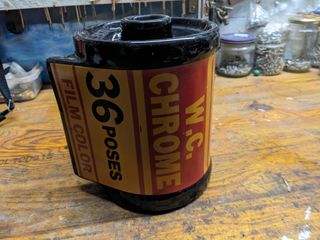 W.C.
CHROME
36 POSES
FILM COLOR